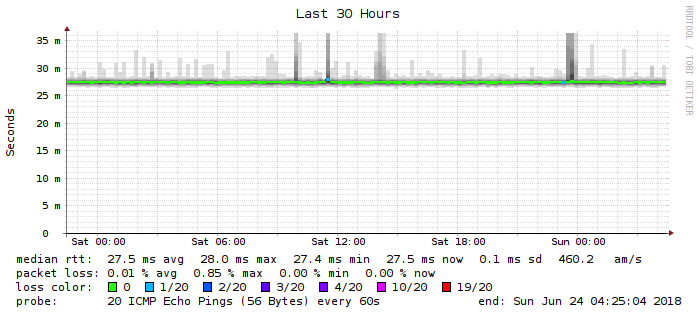 Last 30 Hours
RRDTOOL / TOBI OETIKER
Seconds
35 m
30 m
25 m
20 m
15 m
10 m
5 m
0
Sat 00:00 Sat 06:00 Sat 12:00 Sat 18:00 Sun 00:00
median rtt: 27.5 ms avg 28.0 ms max 27.4 ms min 27.5 ms now 0.1 ms sd 460.2 am/s
packet loss: 0.01 % avg 0.85 % max 0.00 % min 0.00 % now
loss color: 0 1/20 2/20 3/20 4/20 10/20 19/20
probe: 20 ICMP Echo Pings (56 Bytes) every 60s end: Sun Jun 24 04:25:04 2018